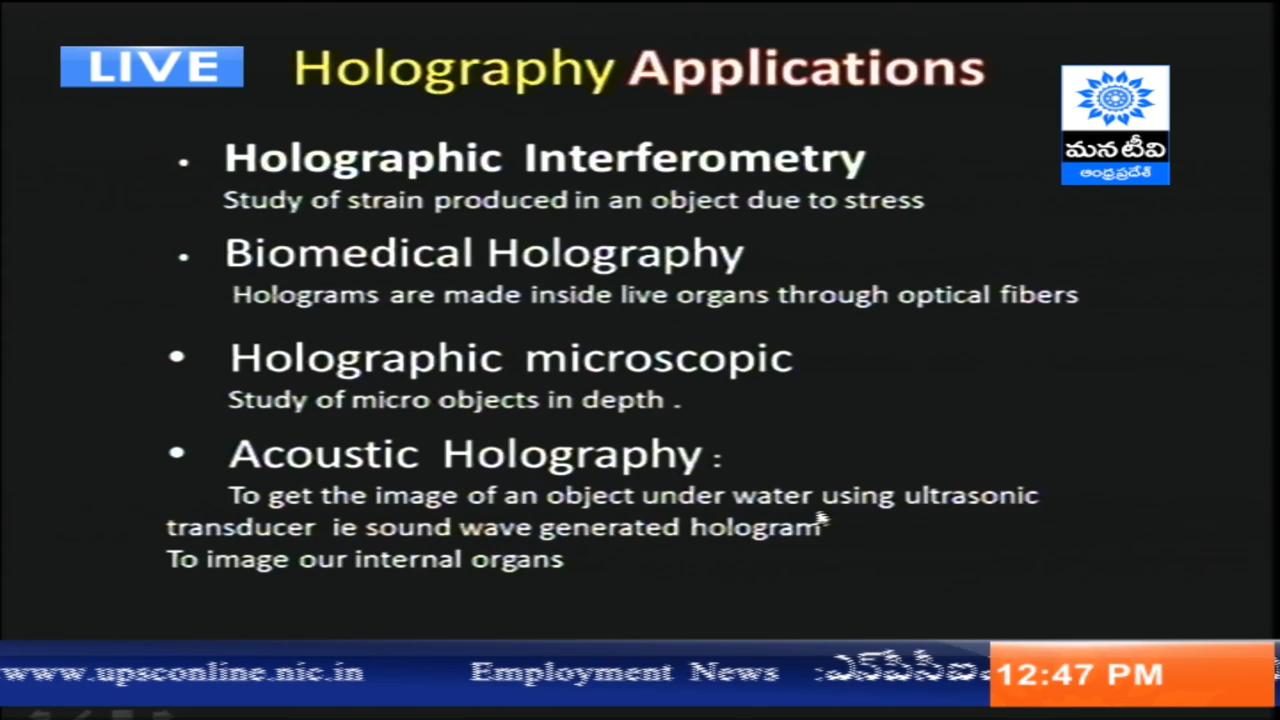 LIVE
Holography Applications
మన టీవీ
ఆంధ్రప్రదేశ్
• Holographic Interferometry
Study of strain produced in an object due to stress
• Biomedical Holography
Holograms are made inside live organs through optical fibers
• Holographic microscopic
Study of micro objects in depth .
• Acoustic Holography :
To get the image of an object under water using ultrasonic
transducer ie sound wave generated hologram
To image our internal organs
www.upsconline.nic.in Employment News
12:47 PM